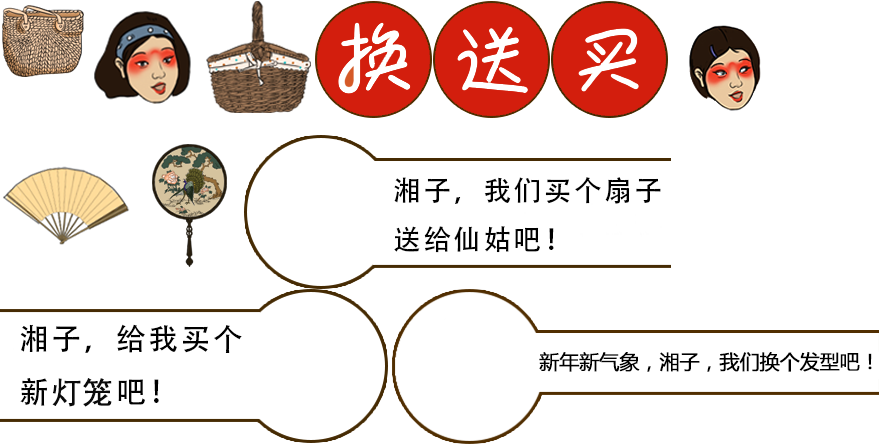 换 送 买
湘子，我们买个扇子
送给仙姑吧！
湘子，给我买个
新灯笼吧！
新年新气象，湘子，我们换个发型吧！